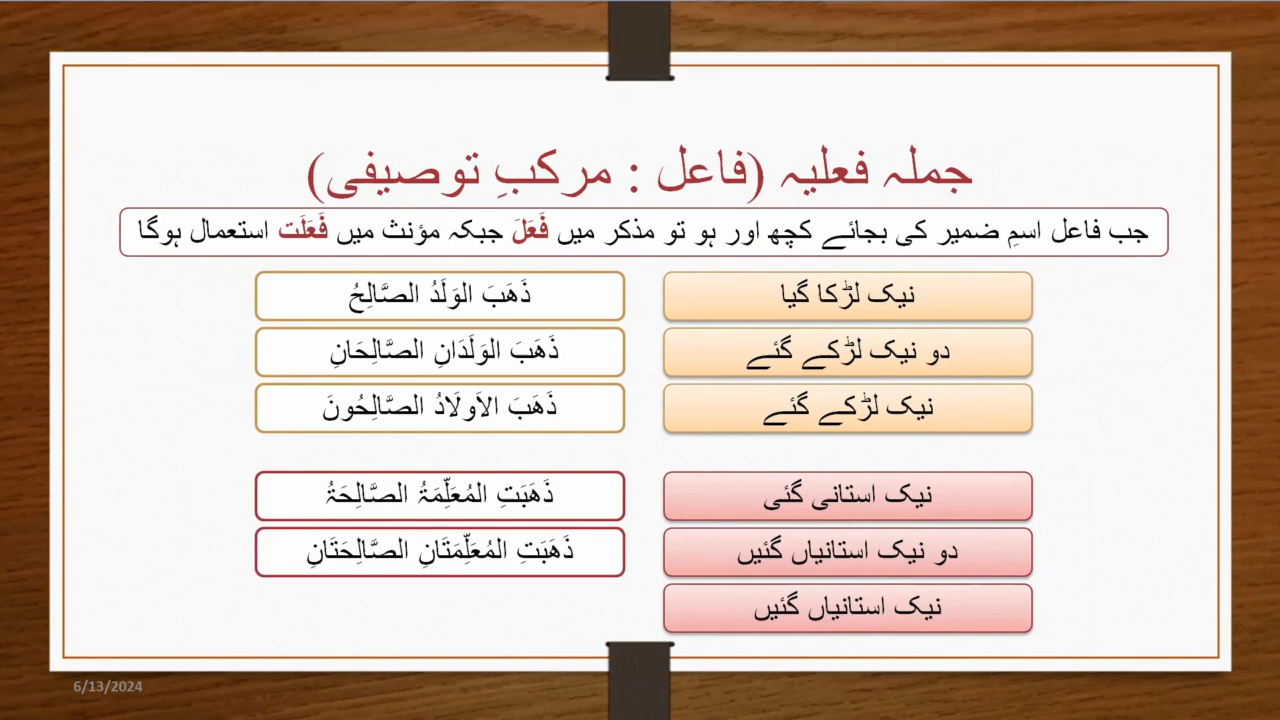 جملہ فعلیہ (فاعل : مرکبِ توصیفی)
جب فاعل اسمِ ضمیر کی بجائے کچھ اور ہو تو مذکر میں فَعَلَ جبکہ مؤنث میں فَعَلَت استعمال ہوگا
نیک لڑکا گیا
ذَهَبَ الوَلَدُ الصَّالِحُ
دو نیک لڑکے گئے
ذَهَبَ الوَلَدَانِ الصَّالِحَانِ
نیک لڑکے گئے
ذَهَبَ الاَولَادُ الصَّالِحُونَ
نیک استانی گئی
ذَهَبَتِ المُعَلِّمَةُ الصَّالِحَةُ
دو نیک استانیاں گئیں
ذَهَبَتِ المُعَلِّمَتَانِ الصَّالِحَتَانِ
نیک استانیاں گئیں
6/13/2024